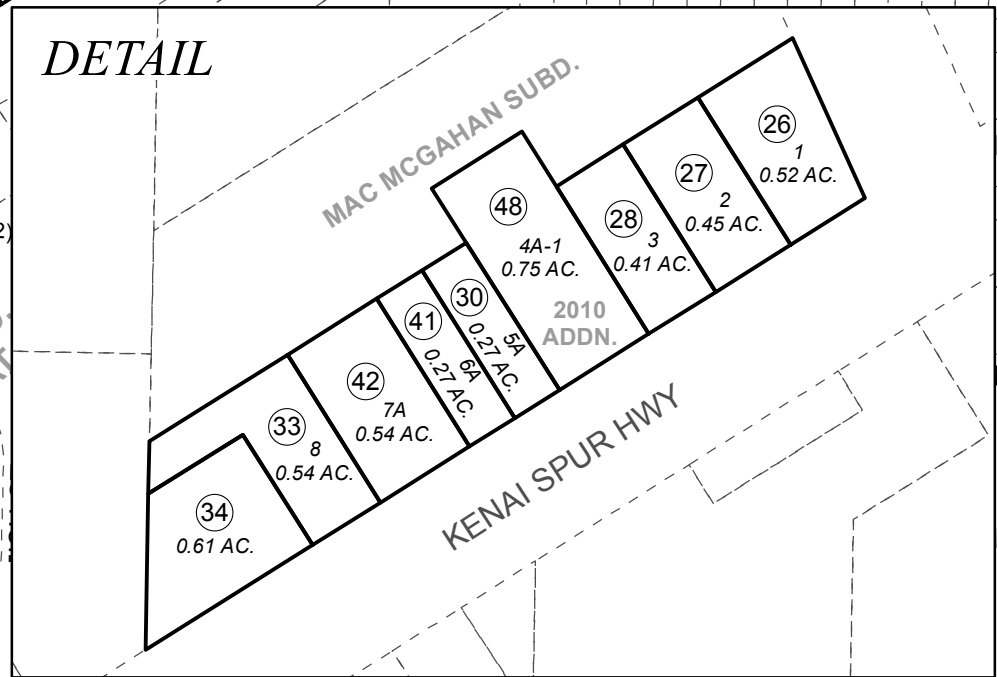 DETAIL
MAC MCGAHAN SUBD.
26
1
0.52 AC.
27
2
0.45 AC.
28
3
0.41 AC.
48
4A-1
0.75 AC.
2010
ADDN.
30
5A
0.27 AC.
41
6A
0.27 AC.
42
7A
0.54 AC.
33
8
0.54 AC.
34
0.61 AC.
KENAI SPUR HWY
2)